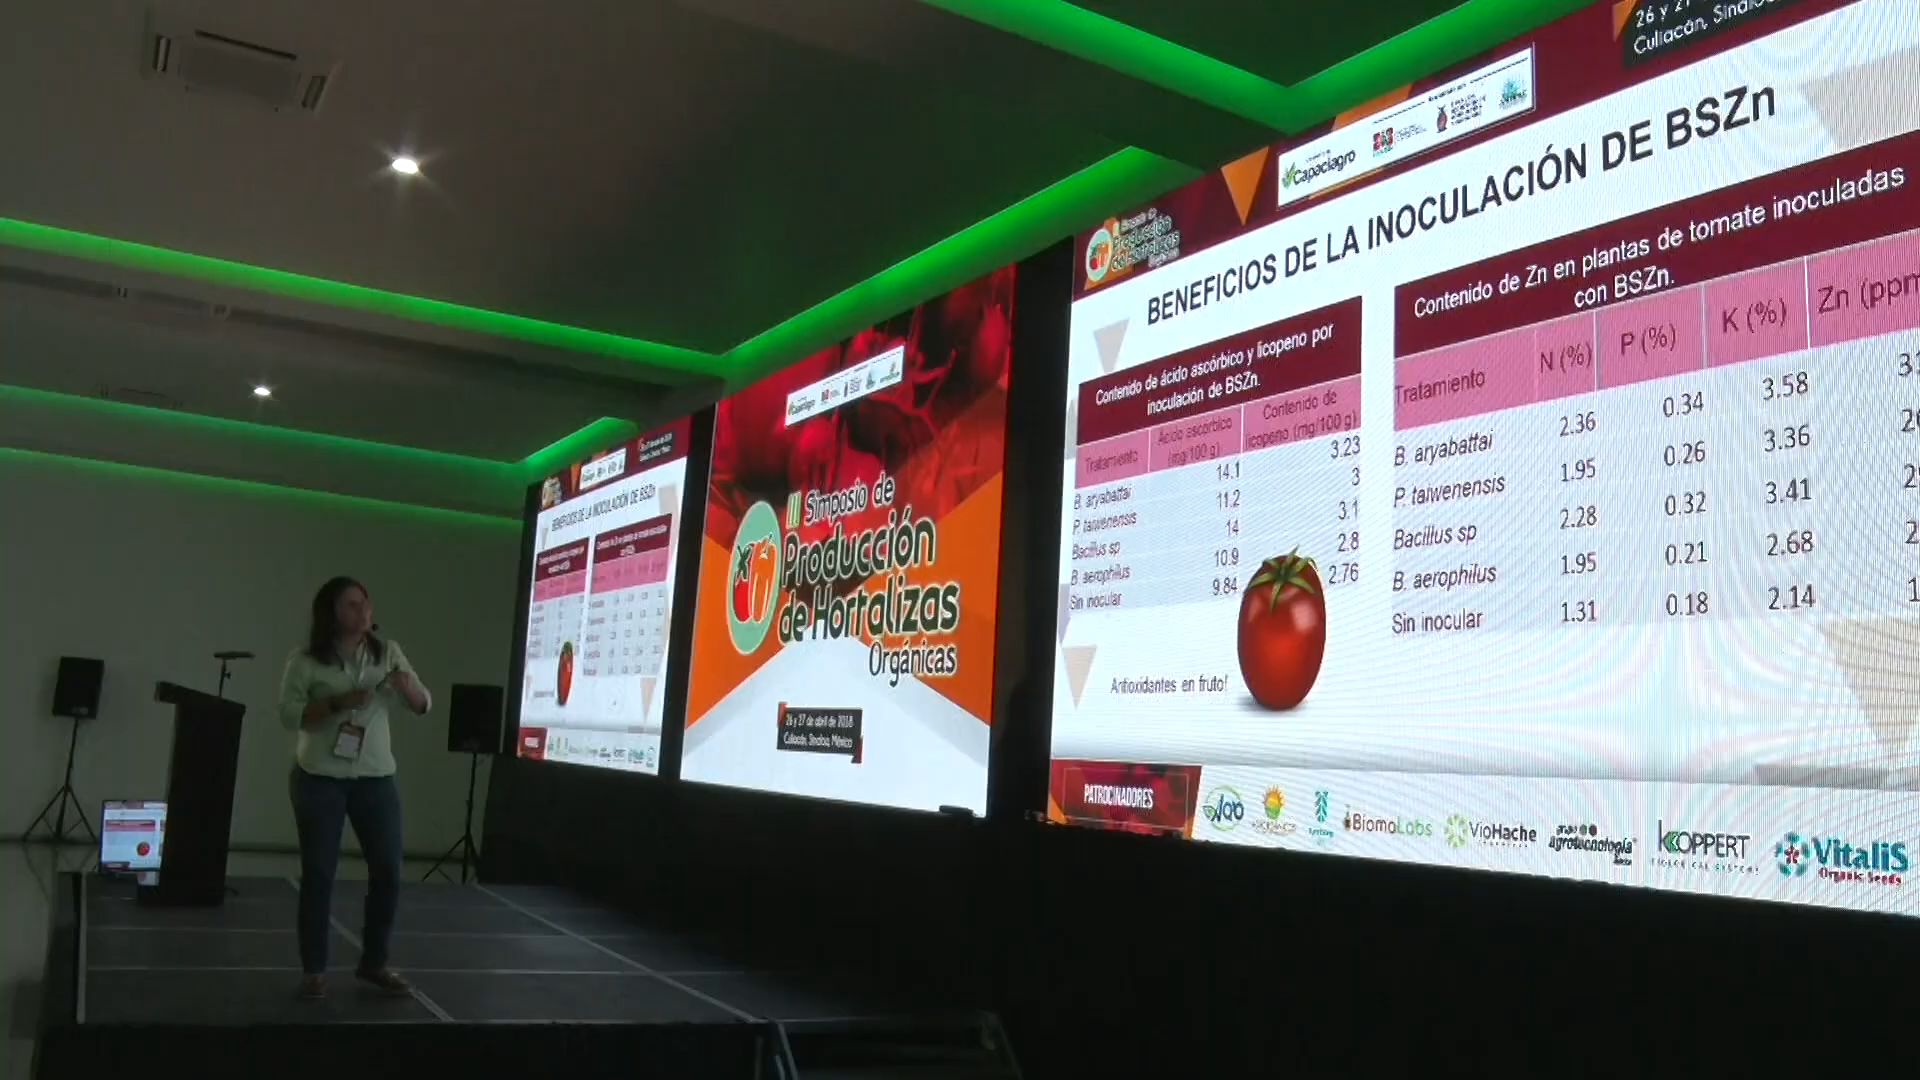 BENEFICIOS DE LA INOCULACIÓN DE BSZn
III Simposio de
Producción
de Hortalizas
Orgánicas
26 y 27 de abril de 2018
Culiacán, Sinaloa, México
Capaciagro
Producción
de Hortalizas
26 y 27
Culiacán, Sinaloa
BENEFICIOS DE LA INOCULACIÓN DE BSZn
Contenido de ácido ascórbico y licopeno por
inoculación de BSZn.
Tratamiento Ácido ascórbico (mg/100 g) Contenido de licopeno (mg/100 g)
B. aryabattai 14.1 3.23
P. taiwenensis 11.2 3
Bacillus sp 14 3.1
B. aerophilus 10.9 2.8
Sin inocular 9.84 2.76
Antioxidantes en fruto!
Contenido de Zn en plantas de tomate inoculadas
con BSZn.
Tratamiento N (%) P (%) K (%) Zn (ppm
B. aryabattai 2.36 0.34 3.58
P. taiwenensis 1.95 0.26 3.36
Bacillus sp 2.28 0.32 3.41
B. aerophilus 1.95 0.21 2.68
Sin inocular 1.31 0.18 2.14
PATROCINADORES
BiomaLabs
VioHache
agrotecnología
KOPPERT
VitaliS
Organic Seeds